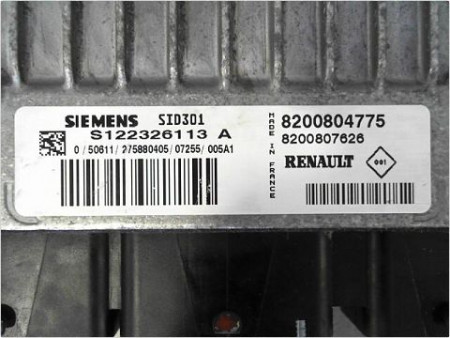 SIEMENS SID301
S122326113 A
0/50611/275880405/07255/005A1
MADE IN FRANCE
8200804775
8200807626
RENAULT 001